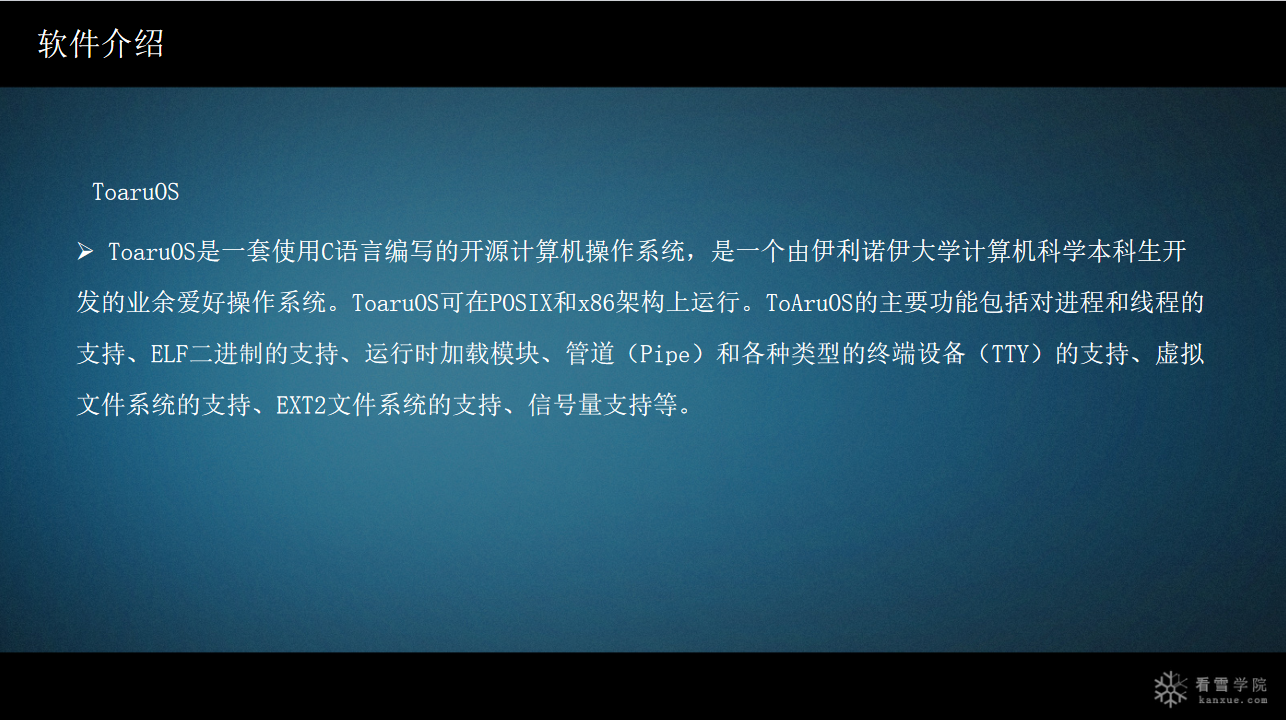 软件介绍
ToaruOS
➢ ToaruOS是一套使用C语言编写的开源计算机操作系统，是一个由伊利诺伊大学计算机科学本科生开
发的业余爱好操作系统。ToaruOS可在POSIX和x86架构上运行。ToAruOS的主要功能包括对进程和线程的
支持、ELF二进制的支持、运行时加载模块、管道（Pipe）和各种类型的终端设备（TTY）的支持、虚拟
文件系统的支持、EXT2文件系统的支持、信号量支持等。
看雪学院
kanxue.com